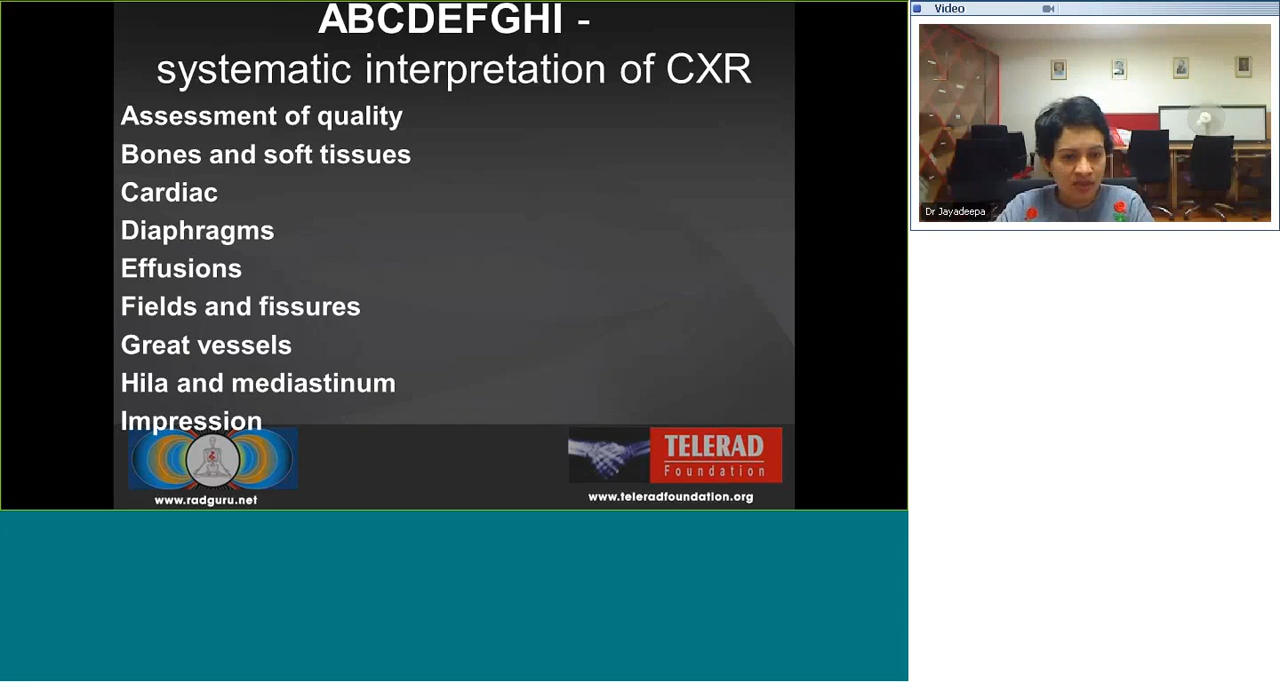 ABCDEFGHI -
systematic interpretation of CXR
Assessment of quality
Bones and soft tissues
Cardiac
Diaphragms
Effusions
Fields and fissures
Great vessels
Hila and mediastinum
Impression
www.radguru.net
TELERAD
Foundation
www.teleradfoundation.org
Video
Dr Jayadeepa